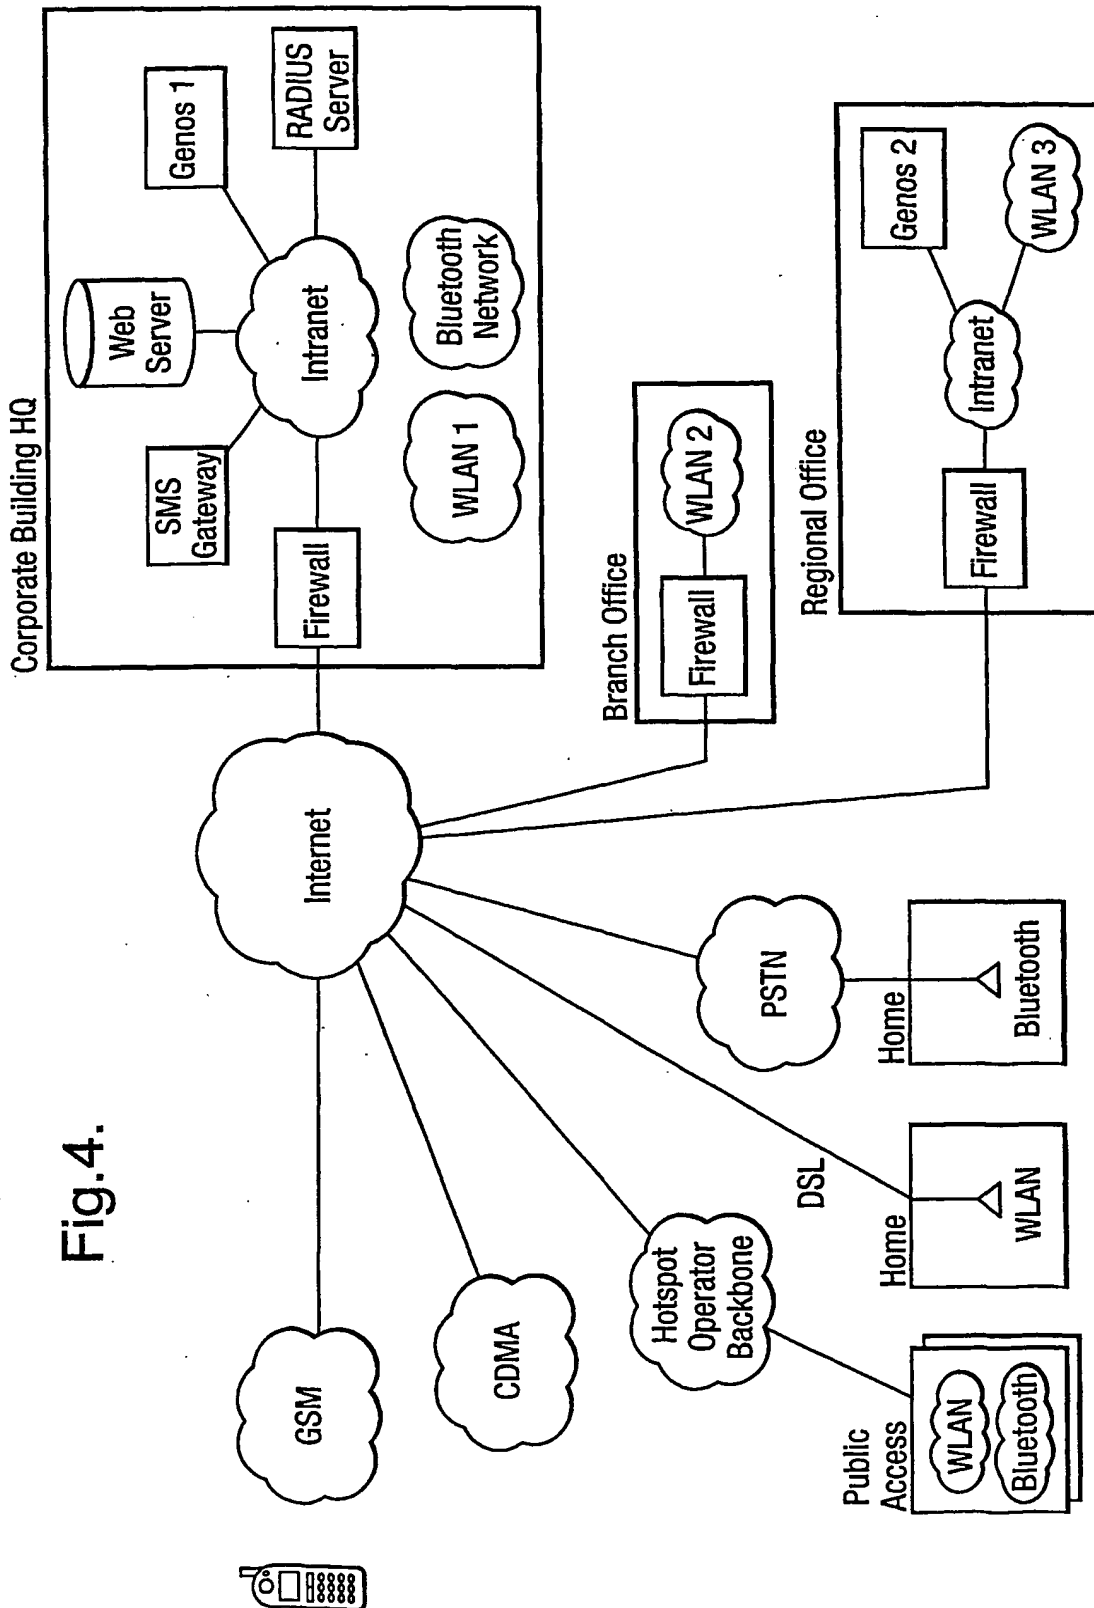 Fig.4.
Corporate Building HQ
SMS
Gateway
Web
Server
Genos 1
RADIUS
Server
Firewall
Intranet
WLAN 1
Bluetooth
Network
Internet
GSM
CDMA
Hotspot
Operator
Backbone
DSL
PSTN
Branch Office
Firewall
WLAN 2
Regional Office
Firewall
Intranet
Genos 2
WLAN 3
Public
Access
WLAN
Bluetooth
Home
WLAN
Home
Bluetooth